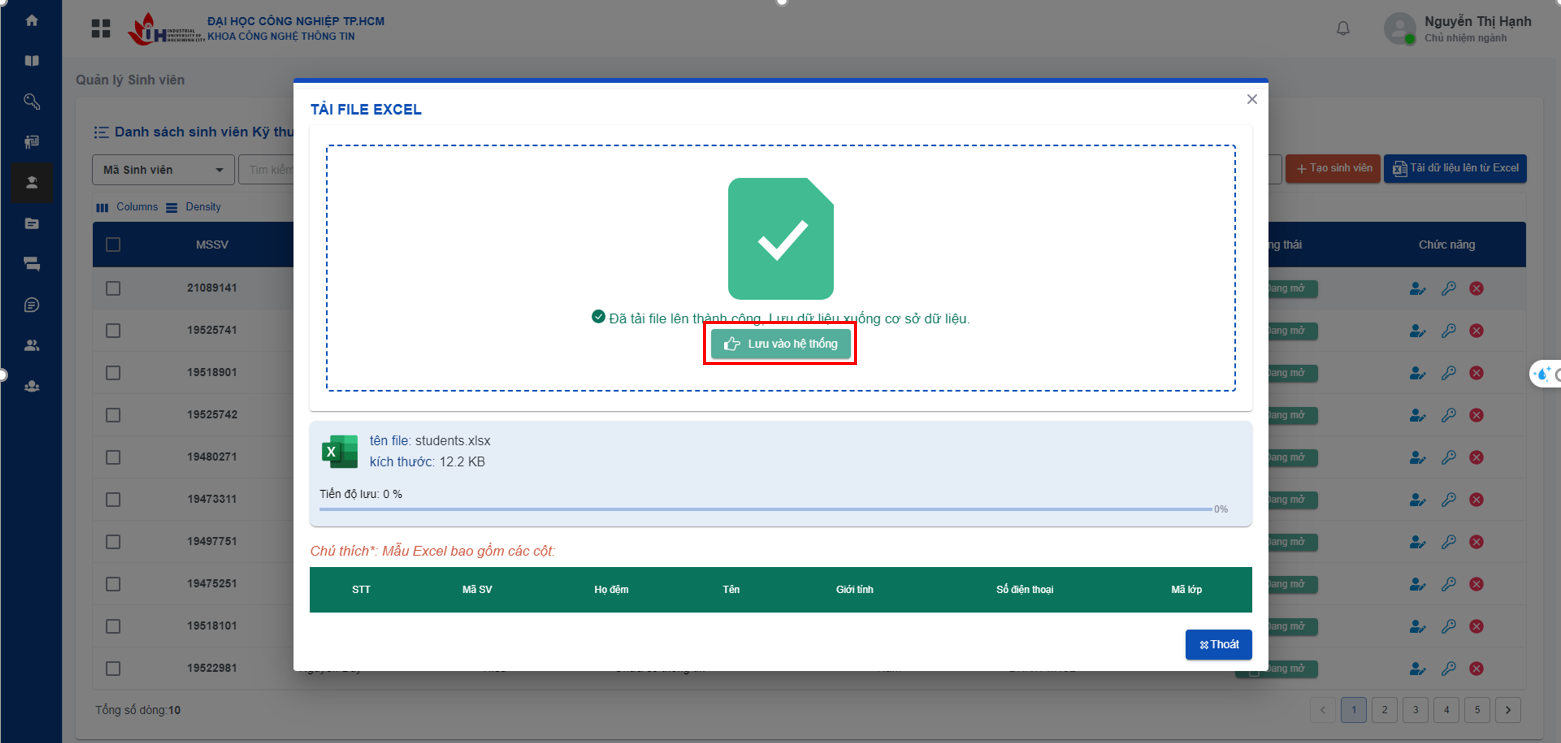 ĐẠI HỌC CÔNG NGHIỆP TP.HCM
KHOA CÔNG NGHỆ THÔNG TIN
INDUSTRIAL
UNIVERSITY OF
HOCHIMINH CITY
Nguyễn Thị Hạnh
Chủ nhiệm ngành
Quản lý Sinh viên
TẢI FILE EXCEL
Danh sách sinh viên Kỹ thu
Mã Sinh viên
Tìm kiếm
Tạo sinh viên
Tải dữ liệu lên từ Excel
Columns
Density
MSSV
ng thái
Chức năng
21089141
Đang mở
19525741
Đang mở
19518901
Đang mở
19525742
Đang mở
19480271
Đang mở
19473311
Đang mở
19497751
Đang mở
19475251
Đang mở
19518101
Đang mở
19522981
Đang mở
Đã tải file lên thành công, Lưu dữ liệu xuống cơ sở dữ liệu.
Lưu vào hệ thống
tên file: students.xlsx
kích thước: 12.2 KB
Tiến độ lưu: 0 %
0%
Chú thích*: Mẫu Excel bao gồm các cột:
STT Mã SV Họ đệm Tên Giới tính Số điện thoại Mã lớp
Thoát
Tổng số dòng:10
1 2 3 4 5